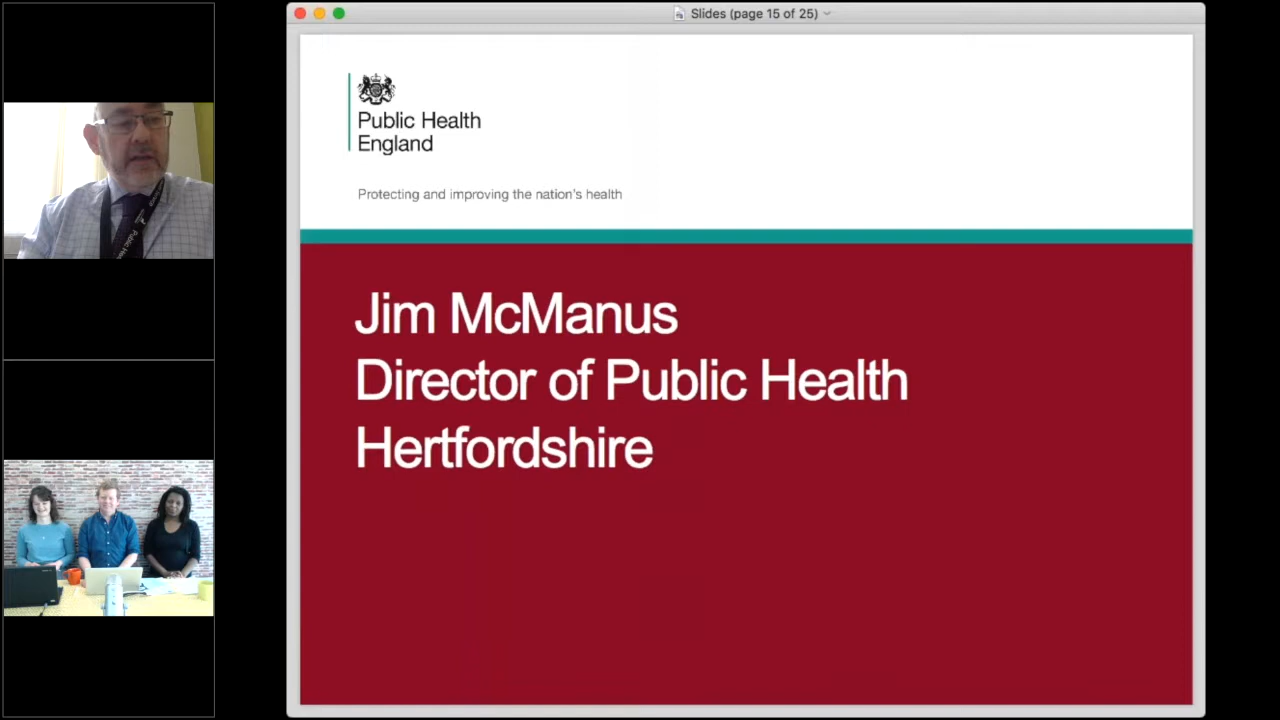 Slides (page 15 of 25)
Public Health
England
Protecting and improving the nation's health
Jim McManus
Director of Public Health
Hertfordshire